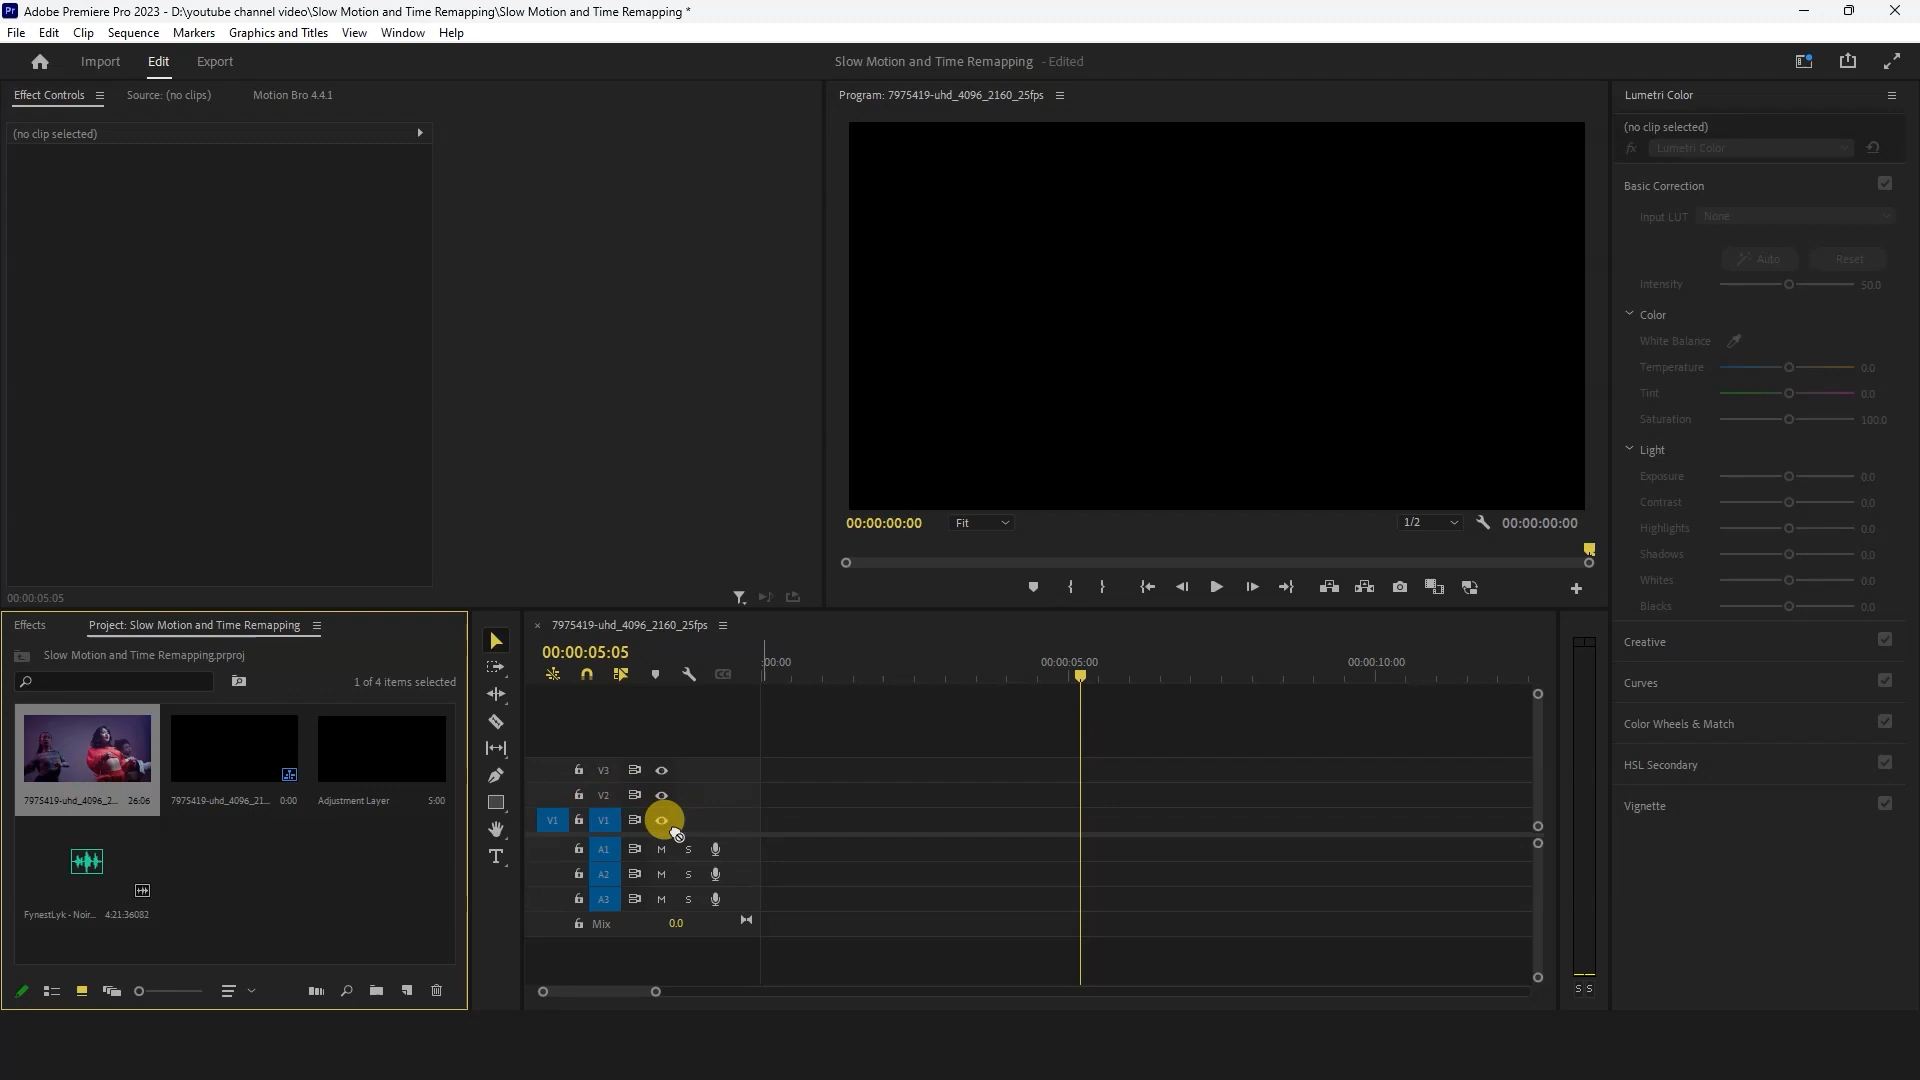 Pr Adobe Premiere Pro 2023 - D:\youtube channel video\Slow Motion and Time Remapping\Slow Motion and Time Remapping *
File Edit Clip Sequence Markers Graphics and Titles View Window Help
Import Edit Export Slow Motion and Time Remapping - Edited
Effect Controls Source: (no clips) Motion Bro 4.4.1
(no clip selected)
00:00:05:05
Program: 7975419-uhd_4096_2160_25fps
00:00:00:00 Fit 1/2 00:00:00:00
Lumetri Color
(no clip selected)
fx Lumetri Color
Basic Correction
Input LUT None
Auto Reset
Intensity 50.0
Color
White Balance
Temperature 0.0
Tint 0.0
Saturation 100.0
Light
Exposure 0.0
Contrast 0.0
Highlights 0.0
Shadows 0.0
Whites 0.0
Blacks 0.0
Creative
Curves
Color Wheels & Match
HSL Secondary
Vignette
Effects Project: Slow Motion and Time Remapping
Slow Motion and Time Remapping.prproj
1 of 4 items selected
7975419-uhd_4096_2... 26:06 7975419-uhd_4096_21... 0:00 Adjustment Layer 5:00
FynestLyk - Noir... 4:21:36082
× 7975419-uhd_4096_2160_25fps
00:00:05:05
:00:00 00:00:05:00 00:00:10:00
V3
V2
V1 V1
A1 M S
A2 M S
A3 M S
Mix 0.0
S S